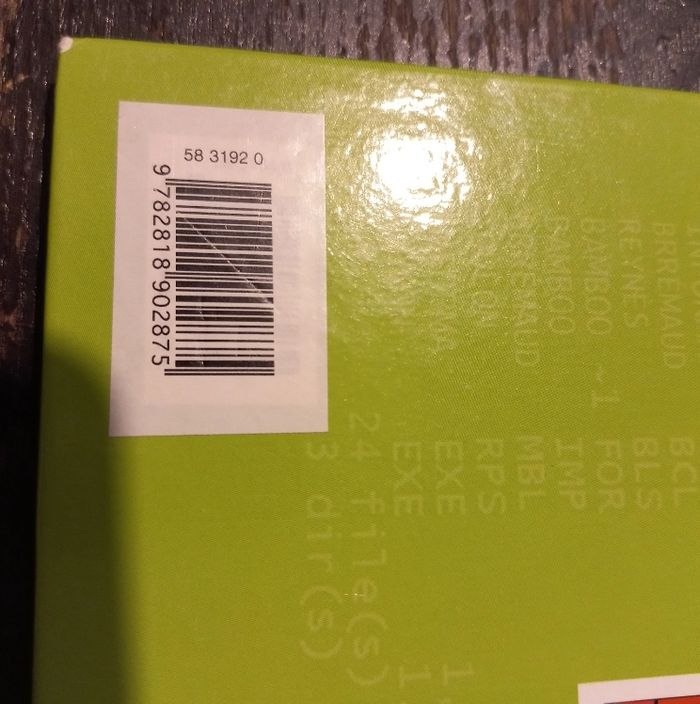 58 3192 0
9 782818 902875
BRREMAUD BCL
REYNES BLS
BAMBOO ~1 FOR
BAMBOO IMP
MBL
RPS
EXE
EXE
24 file(s)
3 dir(s)